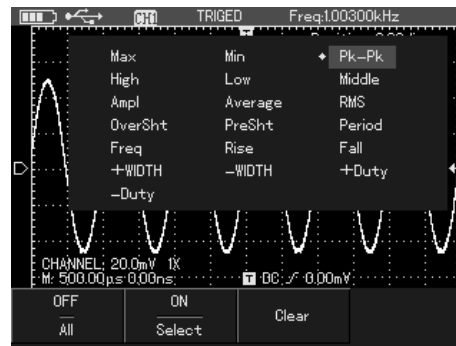 CH1 TRIGED Freq:1.00300kHz
Max Min Pk-Pk
High Low Middle
Ampl Average RMS
OverSht PreSht Period
Freq Rise Fall
+WIDTH -WIDTH +Duty
-Duty
CHANNEL: 20.0mV 1X
M: 500.00µs 0.00ns T DC 0.00mV
OFF ON Clear
All Select